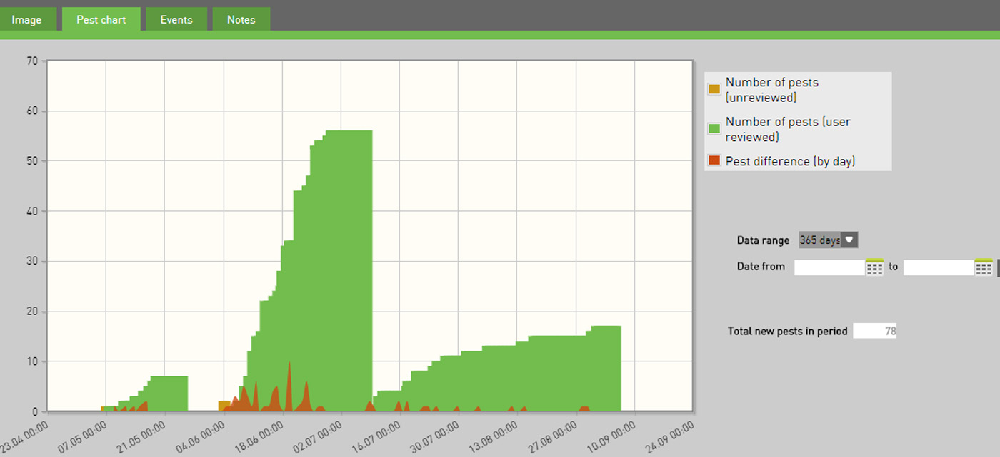 Image Pest chart Events Notes
70
60
50
40
30
20
10
0
23.04 00:00 07.05 00:00 21.05 00:00 04.06 00:00 18.06 00:00 02.07 00:00 16.07 00:00 30.07 00:00 13.08 00:00 27.08 00:00 10.09 00:00 24.09 00:00
Number of pests
(unreviewed)
Number of pests (user
reviewed)
Pest difference (by day)
Data range 365 days
Date from to
Total new pests in period 78